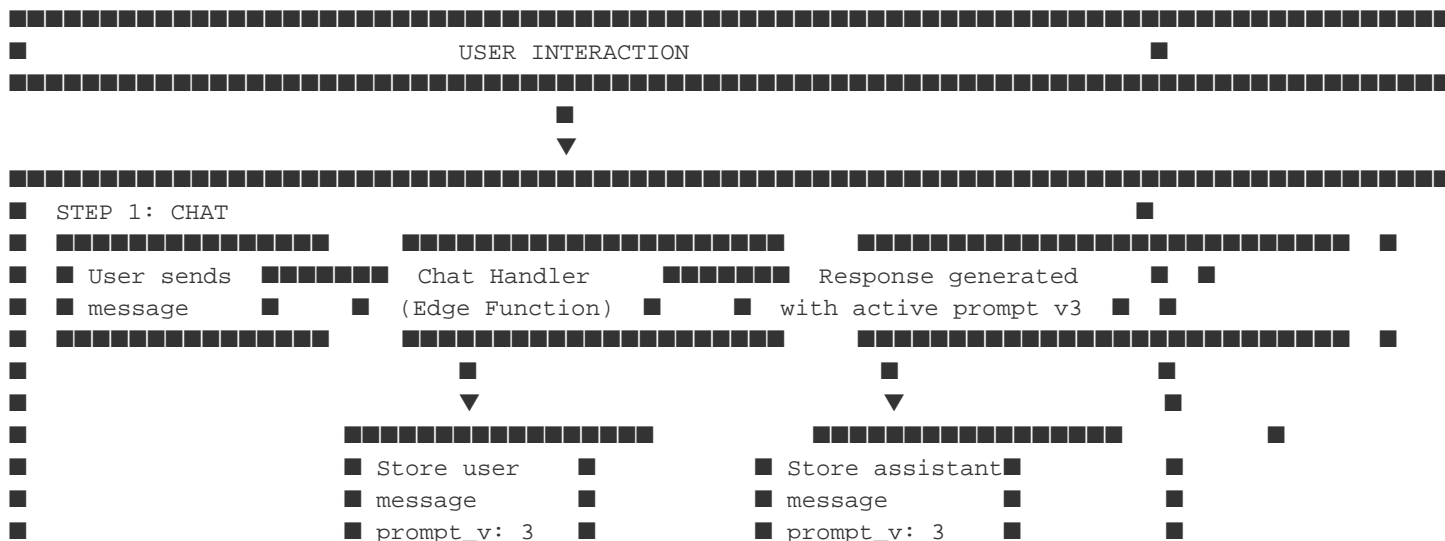 USER INTERACTION
STEP 1: CHAT
User sends Chat Handler Response generated
message (Edge Function) with active prompt v3
Store user Store assistant
message message
prompt_v: 3 prompt_v: 3